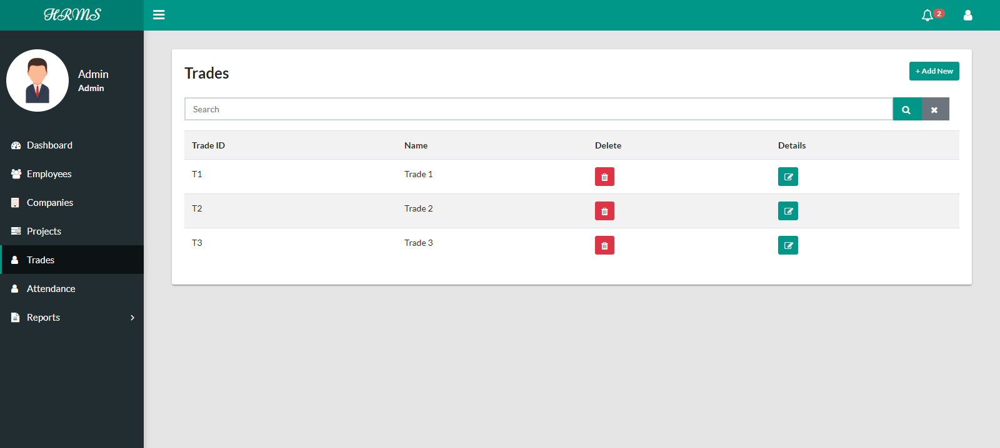 HRMS
2
Admin
Admin
Dashboard
Employees
Companies
Projects
Trades
Attendance
Reports
Trades
+ Add New
Search
Trade ID Name Delete Details
T1 Trade 1
T2 Trade 2
T3 Trade 3